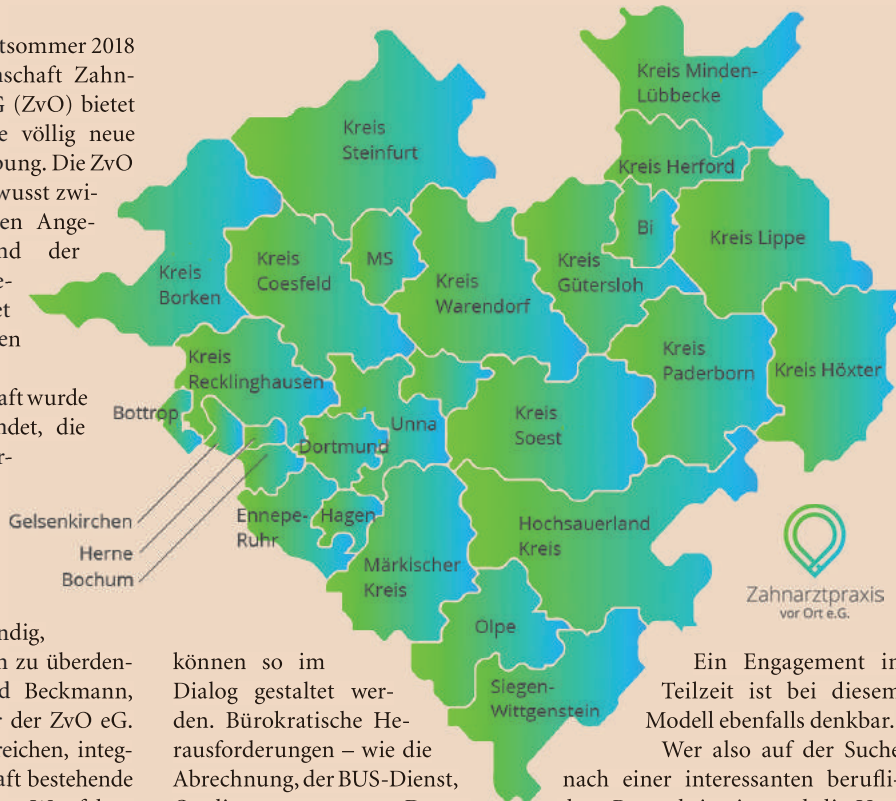 tsommer 2018
nschaft Zahn-
G (ZvO) bietet
e völlig neue
bung. Die ZvO
wusst zwi-
en Ange-
nd der
e-
et
en
aft wurde
ndet, die
r-
Kreis Minden-
Lübbecke
Kreis
Steinfurt
Kreis Herford
Bi
Kreis Lippe
MS
Kreis
Borken
Kreis
Coesfeld
Kreis
Warendorf
Kreis
Gütersloh
Kreis
Recklinghausen
Kreis
Paderborn
Kreis Höxter
Bottrop
Unna
Dortmund
Kreis
Soest
Gelsenkirchen
Herne
Bochum
Ennepe-
Ruhr
Hagen
Hochsauerland
Kreis
Märkischer
Kreis
Olpe
Siegen-
Wittgenstein
Zahnarztpraxis
vor Ort e.G.
ndig,
n zu überden-
d Beckmann,
r der ZvO eG.
reichen, integ-
aft bestehende
können so im
Dialog gestaltet wer-
den. Bürokratische He-
rausforderungen – wie die
Abrechnung, der BUS-Dienst,
Ein Engagement in
Teilzeit ist bei diesem
Modell ebenfalls denkbar.
Wer also auf der Suche
nach einer interessanten berufli-